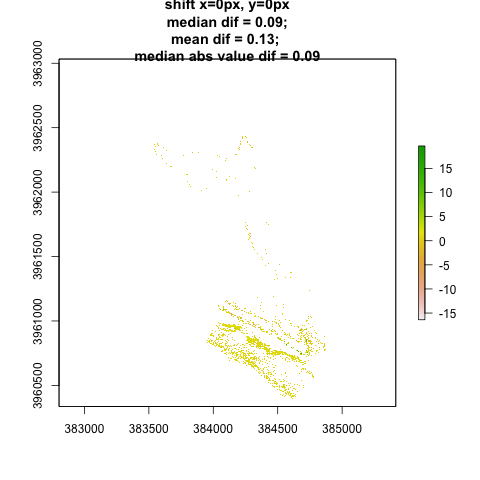 shift x=0px, y=0px
median dif = 0.09;
mean dif = 0.13;
median abs value dif = 0.09
3963000
3962500
3962000
3961500
3961000
3960500
383000 383500 384000 384500 385000
15
10
5
0
-5
-10
-15